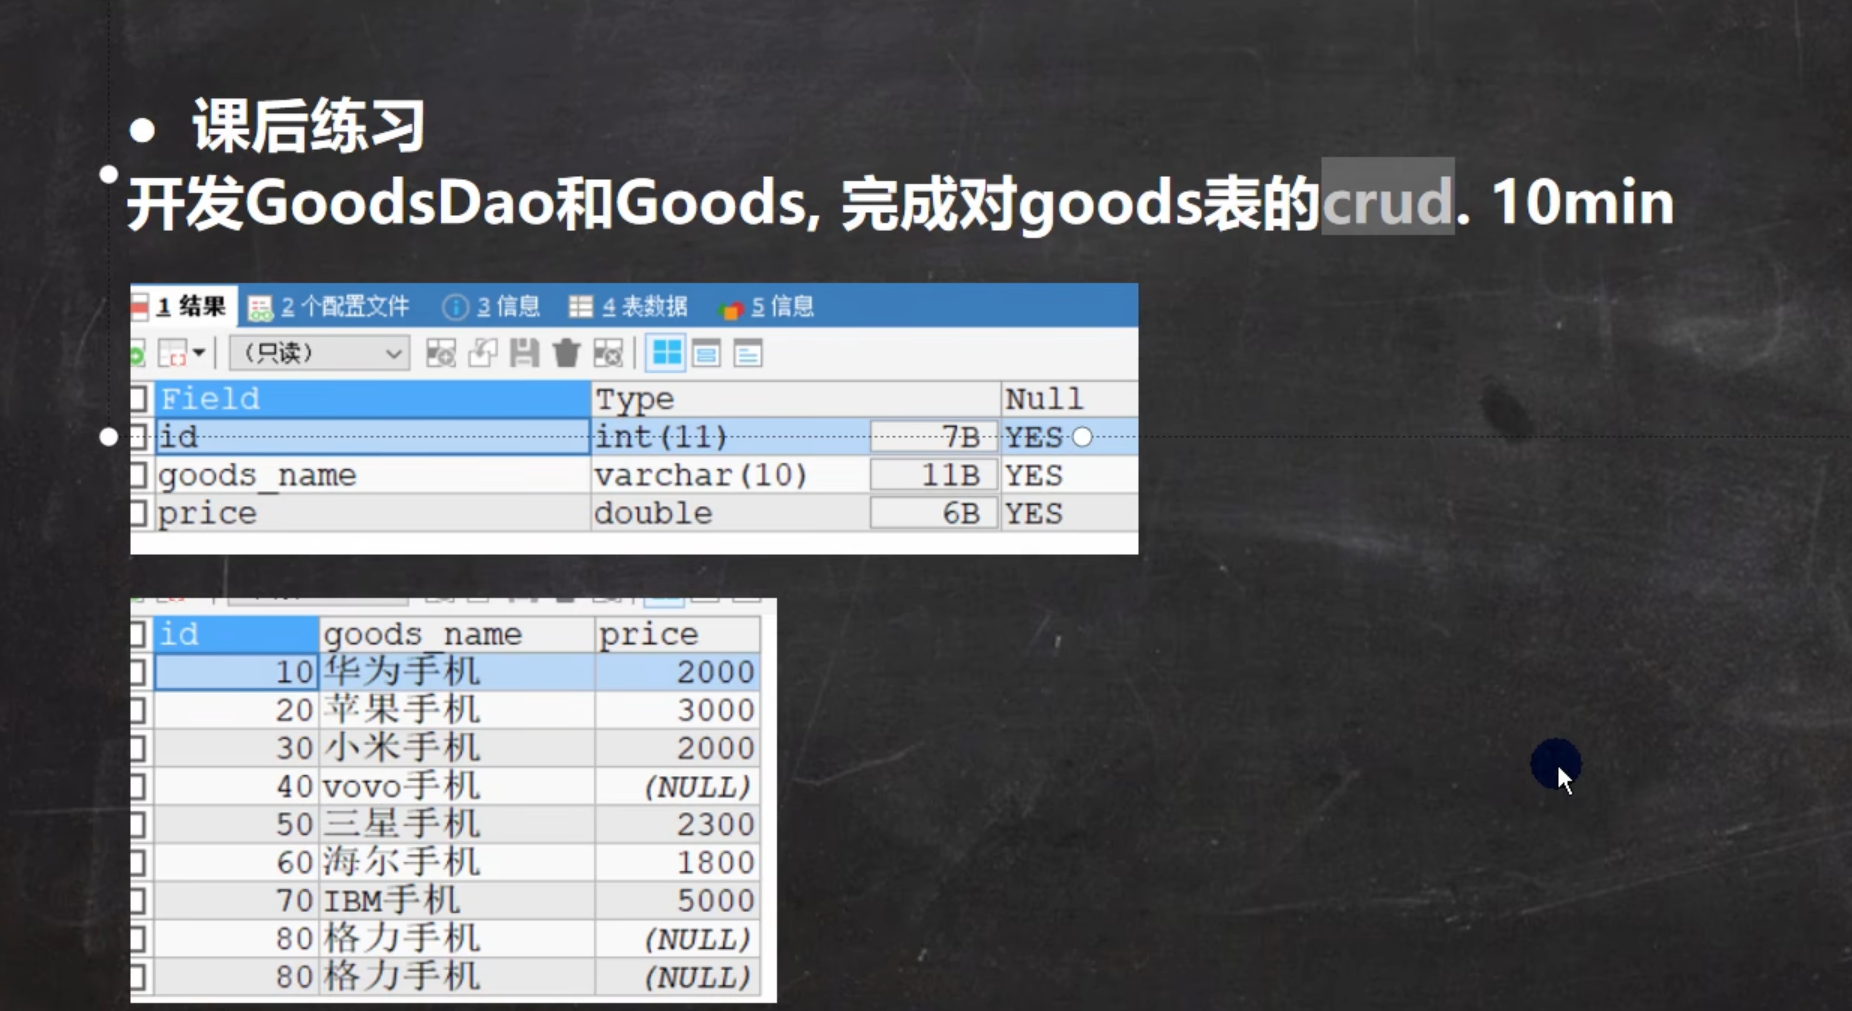 ● 课后练习
开发GoodsDao和Goods, 完成对goods表的crud. 10min
1 结果 2 个配置文件 3 信息 4 表数据 5 信息
（只读）
Field Type Null
id int(11) 7B YES
goods_name varchar(10) 11B YES
price double 6B YES
id goods_name price
10 华为手机 2000
20 苹果手机 3000
30 小米手机 2000
40 vovo手机 (NULL)
50 三星手机 2300
60 海尔手机 1800
70 IBM手机 5000
80 格力手机 (NULL)
80 格力手机 (NULL)